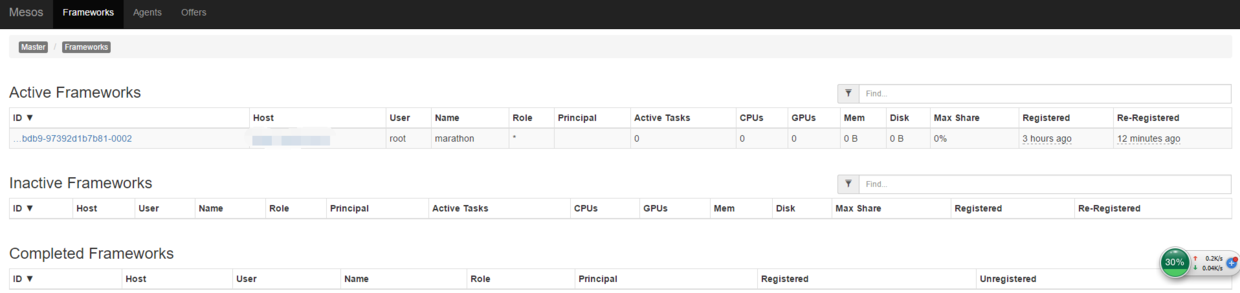 Mesos Frameworks Agents Offers
Master / Frameworks
Active Frameworks
Find...
ID ▼ Host User Name Role Principal Active Tasks CPUs GPUs Mem Disk Max Share Registered Re-Registered
…bdb9-97392d1b7b81-0002 root marathon * 0 0 0 0 B 0 B 0% 3 hours ago 12 minutes ago
Inactive Frameworks
Find...
ID ▼ Host User Name Role Principal Active Tasks CPUs GPUs Mem Disk Max Share Registered Re-Registered
Completed Frameworks
ID ▼ Host User Name Role Principal Registered Unregistered
30%
↑ 0.2K/s
↓ 0.04K/s